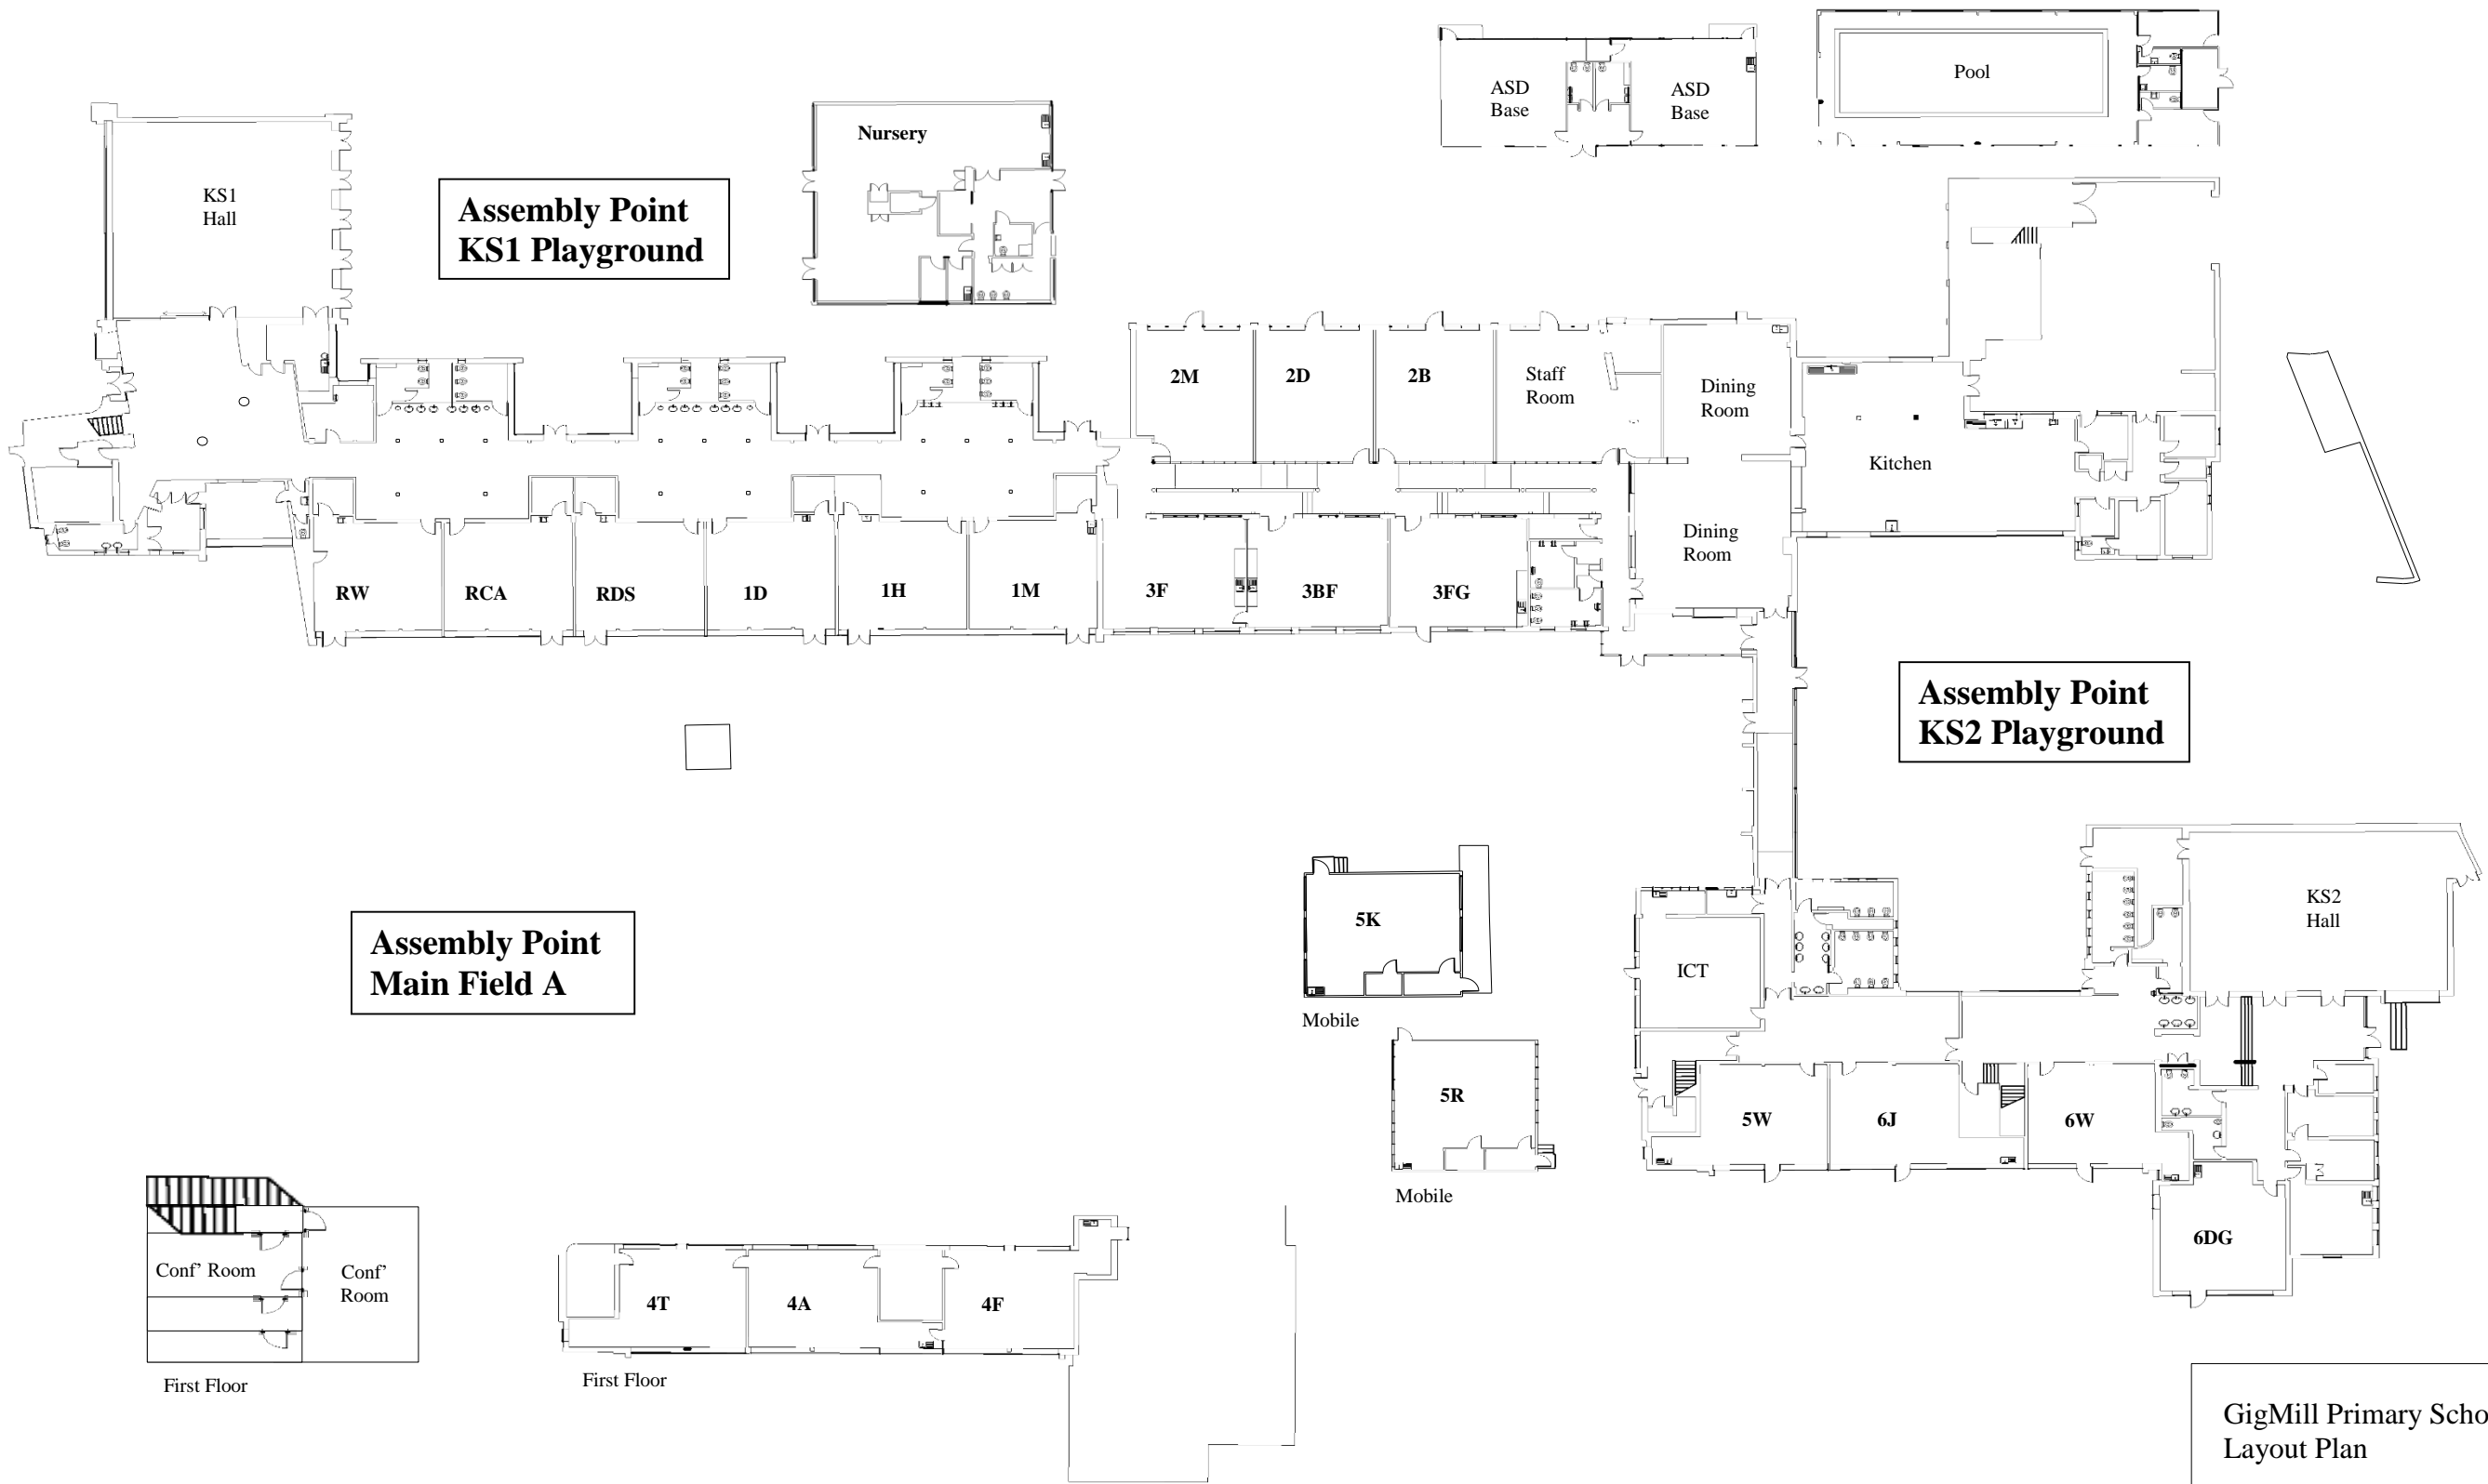 Pool
ASD
Base
ASD
Base
Nursery
KS1
Hall
Assembly Point
KS1 Playground
2M
2D
2B
Staff
Room
Dining
Room
Kitchen
Dining
Room
RW
RCA
RDS
1D
1H
1M
3F
3BF
3FG
Assembly Point
KS2 Playground
KS2
Hall
5K
Assembly Point
Main Field A
ICT
Mobile
5R
5W
6J
6W
Mobile
6DG
Conf’ Room
Conf’
Room
4T
4A
4F
First Floor
First Floor
GigMill Primary Scho
Layout Plan